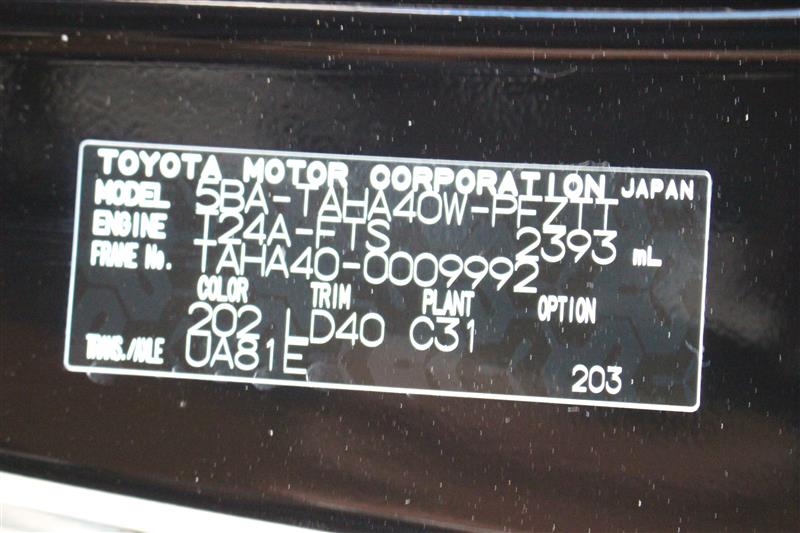 TOYOTA MOTOR CORPORATION JAPAN
MODEL 5BA-TAHA40W-PFZTT
ENGINE T24A-FTS 2393 mL
FRAME No. TAHA40-0009992
COLOR TRIM PLANT OPTION
202 LD40 C31
TRANS./AXLE UA81E 203